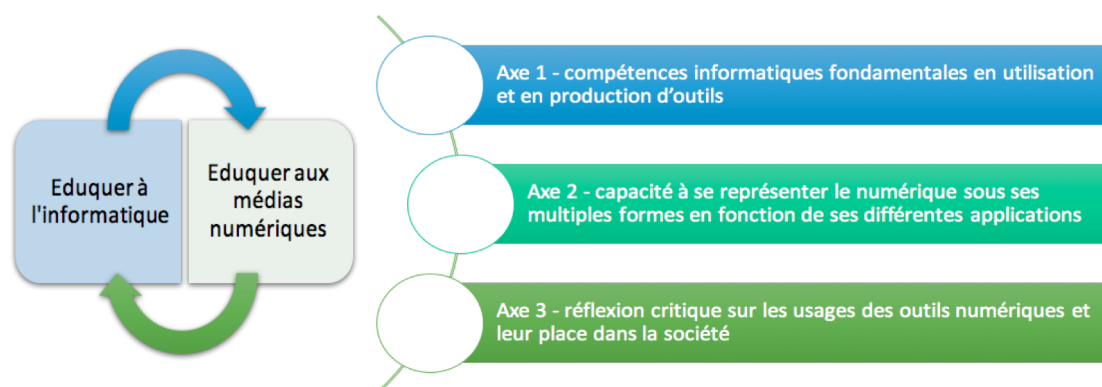 Eduquer à
l'informatique
Eduquer aux
médias
numériques
Axe 1 - compétences informatiques fondamentales en utilisation
et en production d’outils
Axe 2 - capacité à se représenter le numérique sous ses
multiples formes en fonction de ses différentes applications
Axe 3 - réflexion critique sur les usages des outils numériques et
leur place dans la société